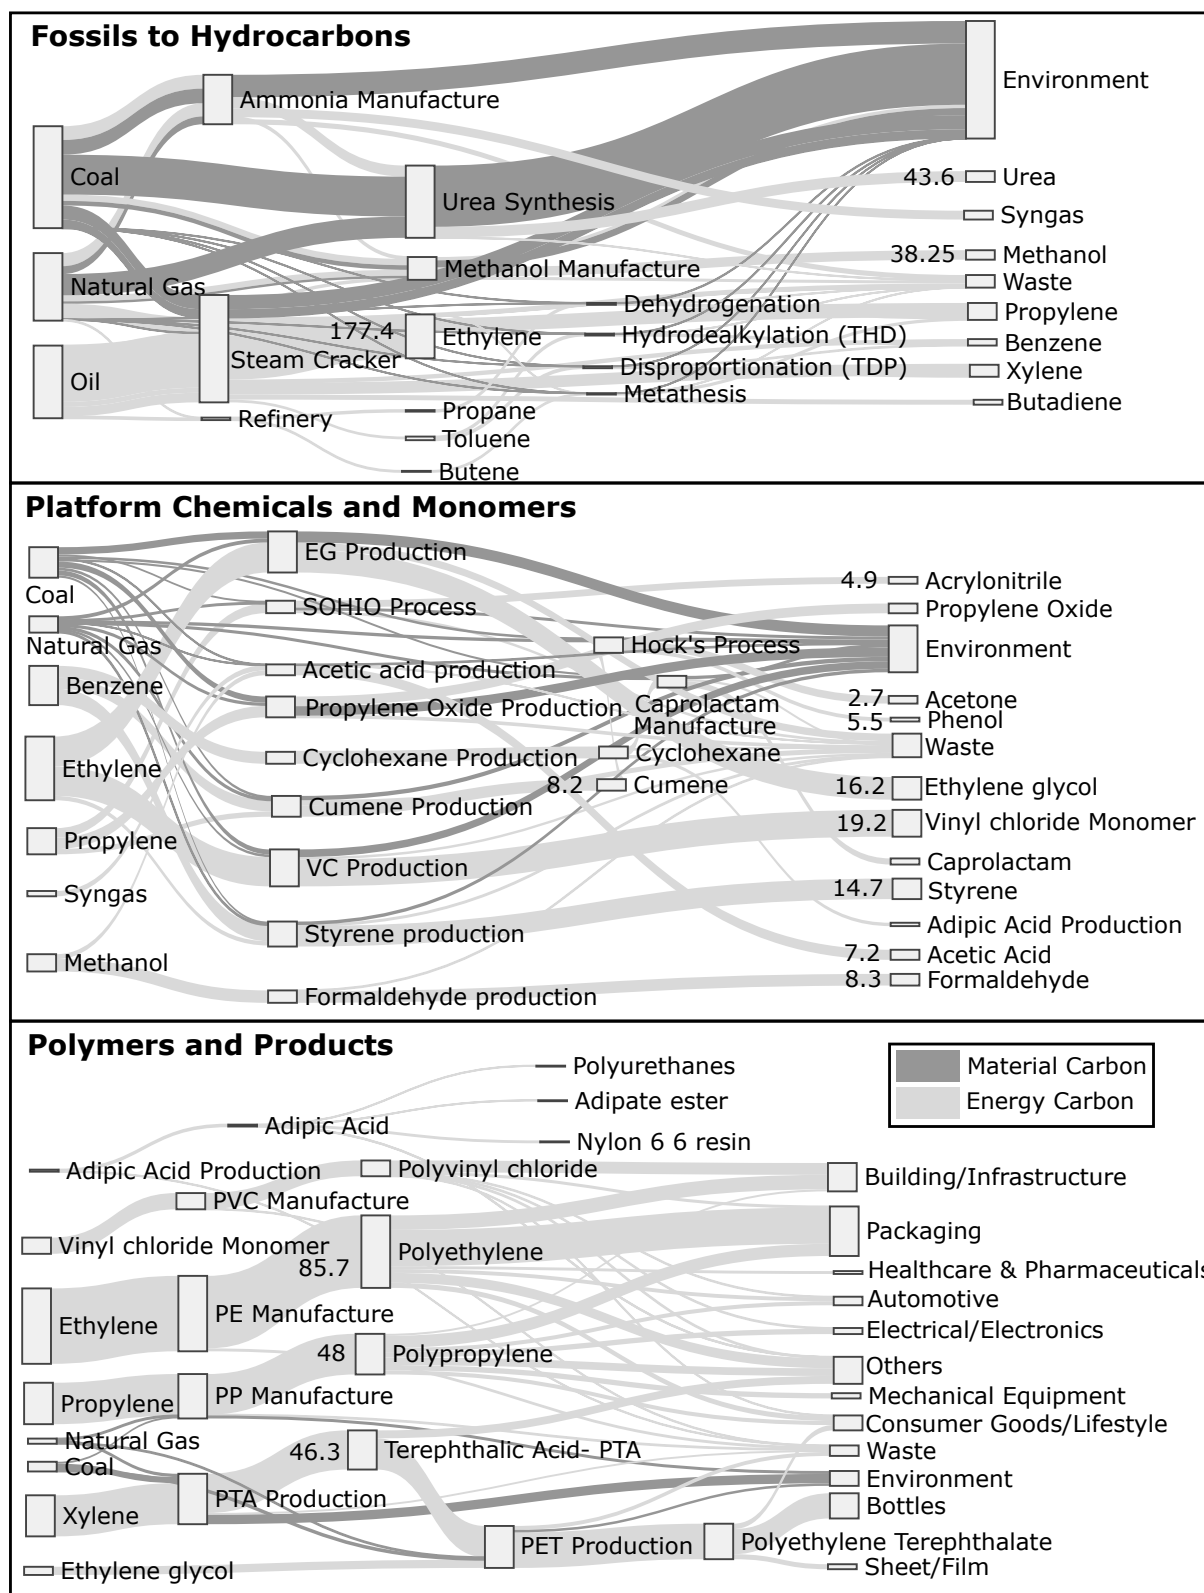 Fossils to Hydrocarbons
Environment
Ammonia Manufacture
Coal
43.6
Urea
Urea Synthesis
Syngas
38.25
Methanol
Methanol Manufacture
Waste
Natural Gas
Dehydrogenation
Propylene
177.4
Ethylene
Hydrodealkylation (THD)
Benzene
Steam Cracker
Disproportionation (TDP)
Xylene
Oil
Metathesis
Butadiene
Refinery
Propane
Toluene
Butene
Platform Chemicals and Monomers
EG Production
4.9
Acrylonitrile
Coal
SOHIO Process
Propylene Oxide
Natural Gas
Hock's Process
Environment
Acetic acid production
Benzene
2.7
Acetone
Propylene Oxide Production
Caprolactam
Manufacture
5.5
Phenol
Waste
Cyclohexane Production
Cyclohexane
Ethylene
8.2
Cumene
16.2
Ethylene glycol
Cumene Production
19.2
Vinyl chloride Monomer
Propylene
VC Production
Caprolactam
Syngas
14.7
Styrene
Styrene production
Adipic Acid Production
7.2
Acetic Acid
Methanol
8.3
Formaldehyde
Formaldehyde production
Polymers and Products
Material Carbon
Energy Carbon
Polyurethanes
Adipate ester
Adipic Acid
Nylon 6 6 resin
Adipic Acid Production
Polyvinyl chloride
Building/Infrastructure
PVC Manufacture
Vinyl chloride Monomer
Polyethylene
Packaging
85.7
Healthcare & Pharmaceuticals
Automotive
Ethylene
PE Manufacture
Electrical/Electronics
48
Polypropylene
Others
Propylene
PP Manufacture
Mechanical Equipment
Consumer Goods/Lifestyle
Natural Gas
46.3
Terephthalic Acid- PTA
Waste
Coal
Environment
PTA Production
Bottles
Xylene
PET Production
Polyethylene Terephthalate
Ethylene glycol
Sheet/Film